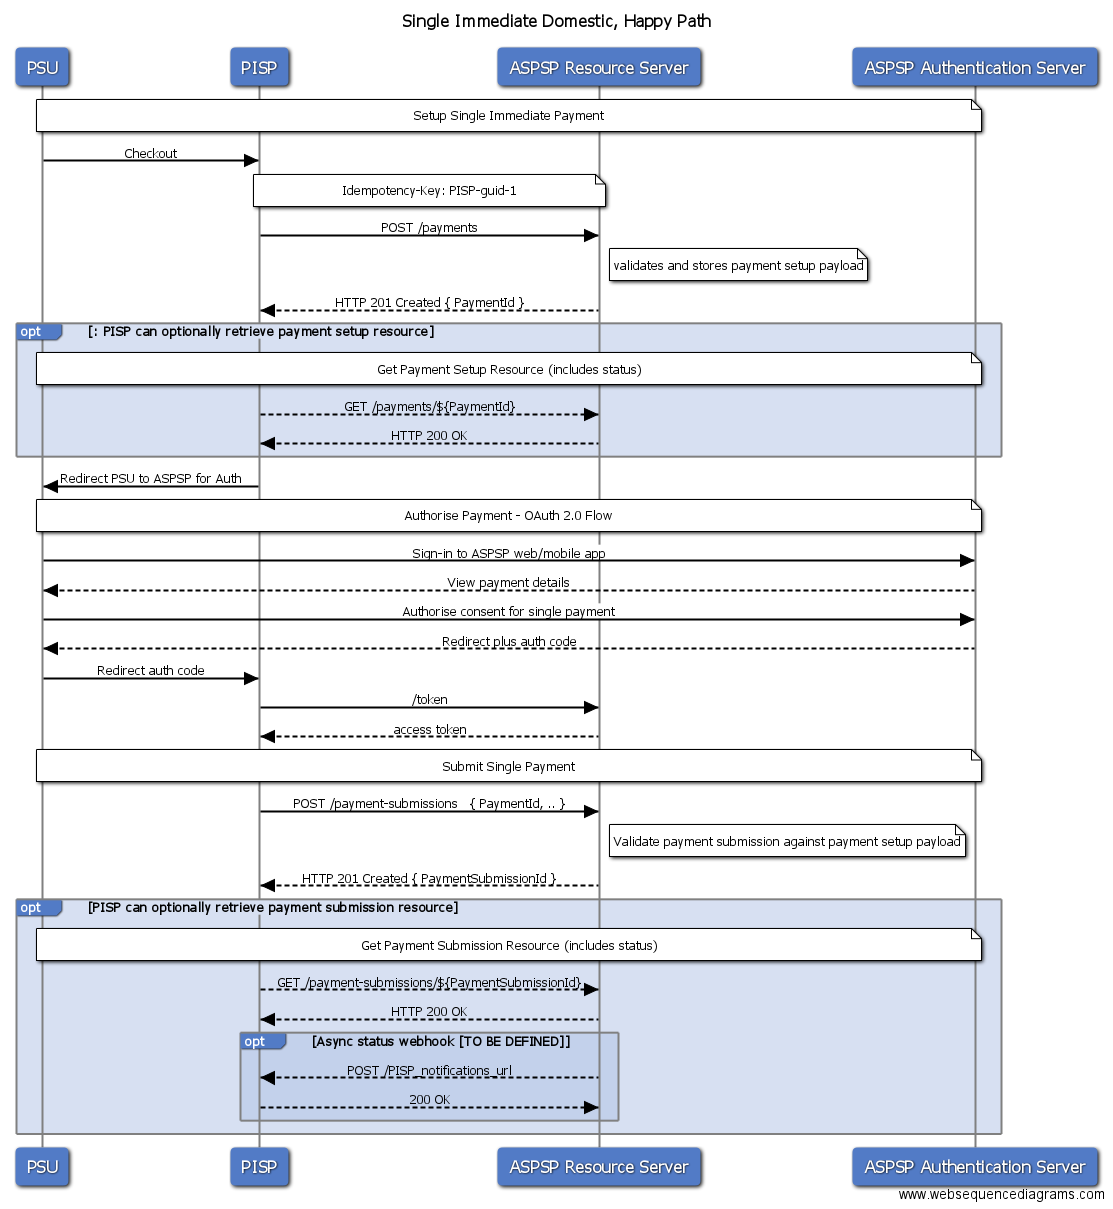 Single Immediate Domestic, Happy Path
PSU
PISP
ASPSP Resource Server
ASPSP Authentication Server
Setup Single Immediate Payment
Checkout
Idempotency-Key: PISP-guid-1
POST /payments
validates and stores payment setup payload
HTTP 201 Created { PaymentId }
opt
[: PISP can optionally retrieve payment setup resource]
Get Payment Setup Resource (includes status)
GET /payments/${PaymentId}
HTTP 200 OK
Redirect PSU to ASPSP for Auth
Authorise Payment - OAuth 2.0 Flow
Sign-in to ASPSP web/mobile app
View payment details
Authorise consent for single payment
Redirect plus auth code
Redirect auth code
/token
access token
Submit Single Payment
POST /payment-submissions { PaymentId, .. }
Validate payment submission against payment setup payload
HTTP 201 Created { PaymentSubmissionId }
opt
[PISP can optionally retrieve payment submission resource]
Get Payment Submission Resource (includes status)
GET /payment-submissions/${PaymentSubmissionId}
HTTP 200 OK
opt
[Async status webhook [TO BE DEFINED]]
POST /PISP_notifications_url
200 OK
PSU
PISP
ASPSP Resource Server
ASPSP Authentication Server
www.websequencediagrams.com